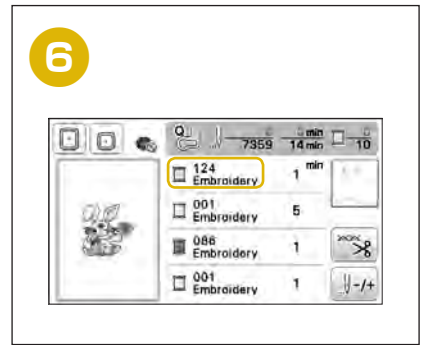 6
Q 0 0 min 0
7359 14 min 10
124 min
Embroidery 1
001
Embroidery 5
086
Embroidery 1
001
Embroidery 1
-/+